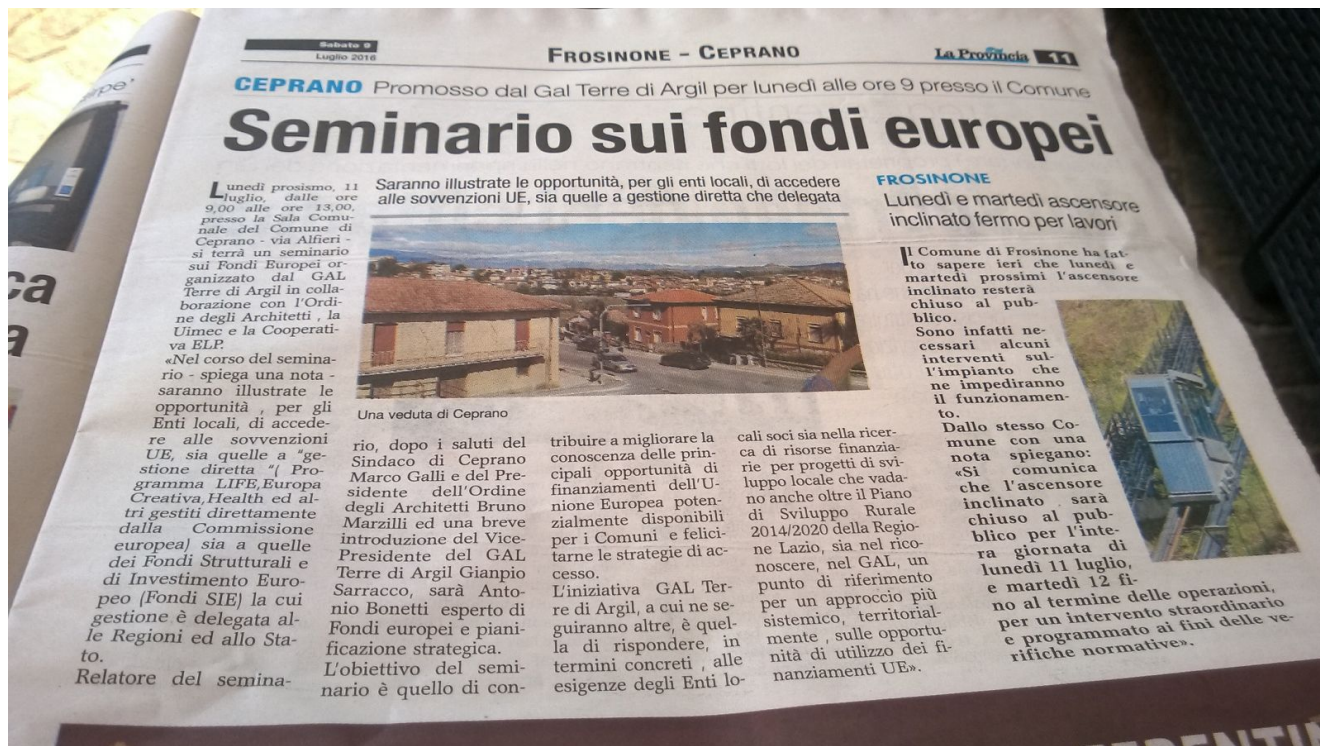 Sabato 9
Luglio 2016
FROSINONE - CEPRANO
La Provincia 11
CEPRANO Promosso dal Gal Terre di Argil per lunedì alle ore 9 presso il Comune
Seminario sui fondi europei
Saranno illustrate le opportunità, per gli enti locali, di accedere
alle sovvenzioni UE, sia quelle a gestione diretta che delegata
Lunedì prosismo, 11
luglio, dalle ore
9,00 alle ore 13,00,
presso la Sala Comu-
nale del Comune di
Ceprano - via Alfieri -
si terrà un seminario
sui Fondi Europei or-
ganizzato dal GAL
Terre di Argil in colla-
borazione con l'Ordi-
ne degli Architetti , la
Uimec e la Cooperati-
va ELP.
«Nel corso del semina-
rio - spiega una nota -
saranno illustrate le
opportunità , per gli
Enti locali, di accede-
re alle sovvenzioni
UE, sia quelle a "ge-
stione diretta "( Pro-
gramma LIFE,Europa
Creativa,Health ed al-
tri gestiti direttamente
dalla Commissione
europea) sia a quelle
dei Fondi Strutturali e
di Investimento Euro-
peo (Fondi SIE) la cui
gestione è delegata al-
le Regioni ed allo Sta-
to.
Relatore del semina-
Una veduta di Ceprano
rio, dopo i saluti del
Sindaco di Ceprano
Marco Galli e del Pre-
sidente dell'Ordine
degli Architetti Bruno
Marzilli ed una breve
introduzione del Vice-
Presidente del GAL
Terre di Argil Gianpio
Sarracco, sarà Anto-
nio Bonetti esperto di
Fondi europei e piani-
ficazione strategica.
L'obiettivo del semi-
nario è quello di con-
tribuire a migliorare la
conoscenza delle prin-
cipali opportunità di
finanziamenti dell'U-
nione Europea poten-
zialmente disponibili
per i Comuni e felici-
tarne le strategie di ac-
cesso.
L'iniziativa GAL Ter-
re di Argil, a cui ne se-
guiranno altre, è quel-
la di rispondere, in
termini concreti , alle
esigenze degli Enti lo-
cali soci sia nella ricer-
ca di risorse finanzia-
rie per progetti di svi-
luppo locale che vada-
no anche oltre il Piano
di Sviluppo Rurale
2014/2020 della Regio-
ne Lazio, sia nel rico-
noscere, nel GAL, un
punto di riferimento
per un approccio più
sistemico, territorial-
mente , sulle opportu-
nità di utilizzo dei fi-
nanziamenti UE».
FROSINONE
Lunedì e martedì ascensore
inclinato fermo per lavori
Il Comune di Frosinone ha fat-
to sapere ieri che lunedì e
martedì prossimi l'ascensore
inclinato resterà
chiuso al pub-
blico.
Sono infatti ne-
cessari alcuni
interventi sul-
l'impianto che
ne impediranno
il funzionamen-
to.
Dallo stesso Co-
mune con una
nota spiegano:
«Si comunica
che l'ascensore
inclinato sarà
chiuso al pub-
blico per l'inte-
ra giornata di
lunedì 11 luglio,
e martedì 12 fi-
no al termine delle operazioni,
per un intervento straordinario
e programmato ai fini delle ve-
rifiche normative».